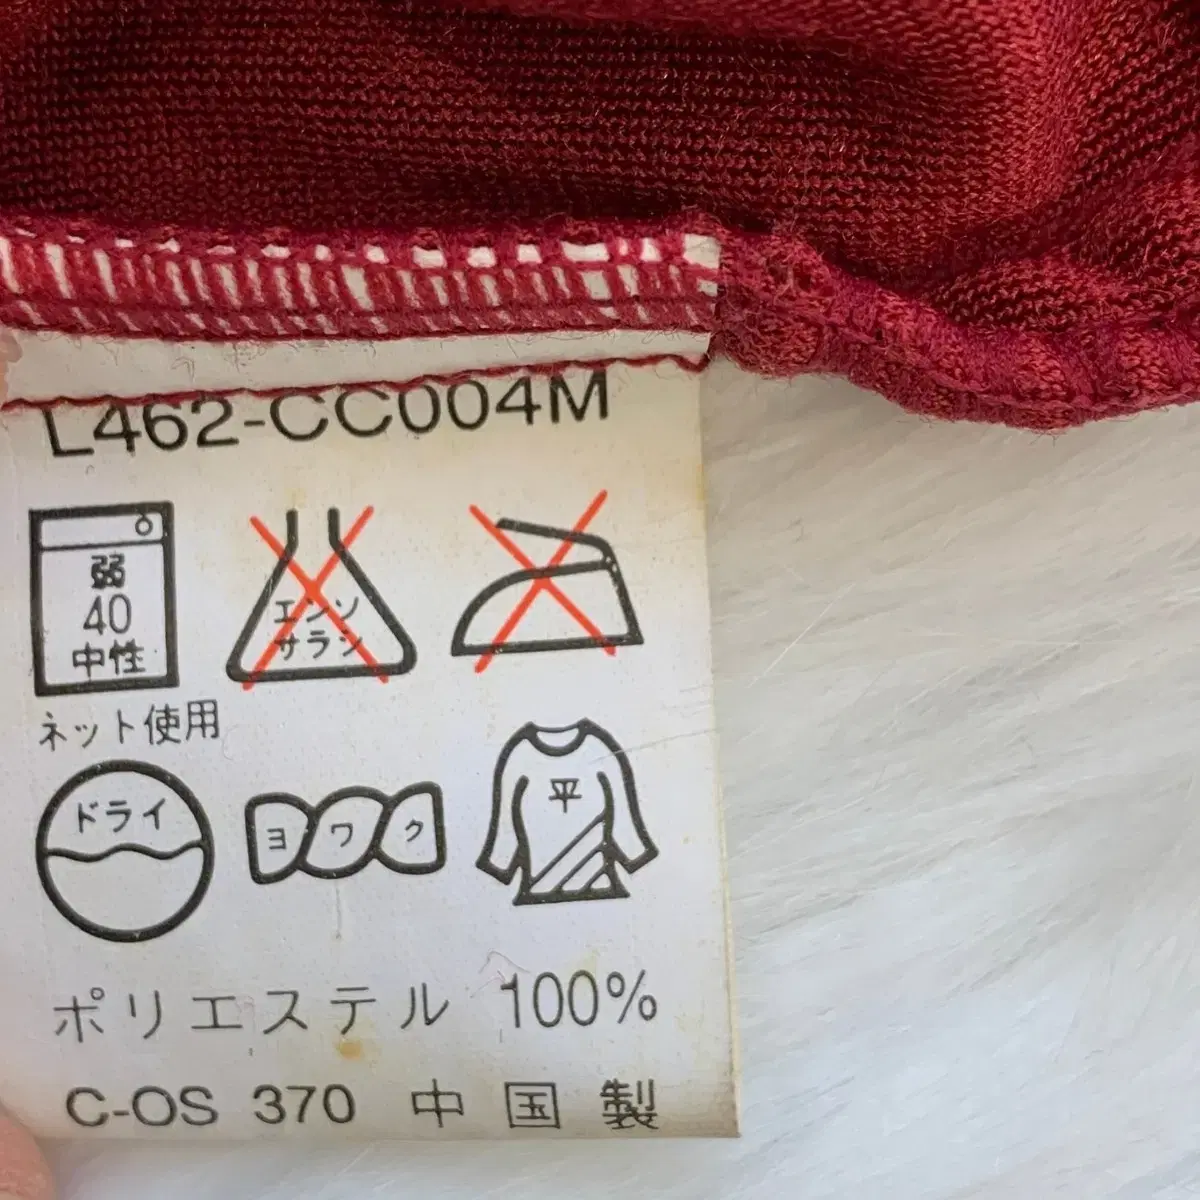 L462-CC004M
弱
40
中性
エンソ
サラシ
ネット使用
ドライ
ヨワク
平
ポリエステル 100%
C-OS 370 中国製